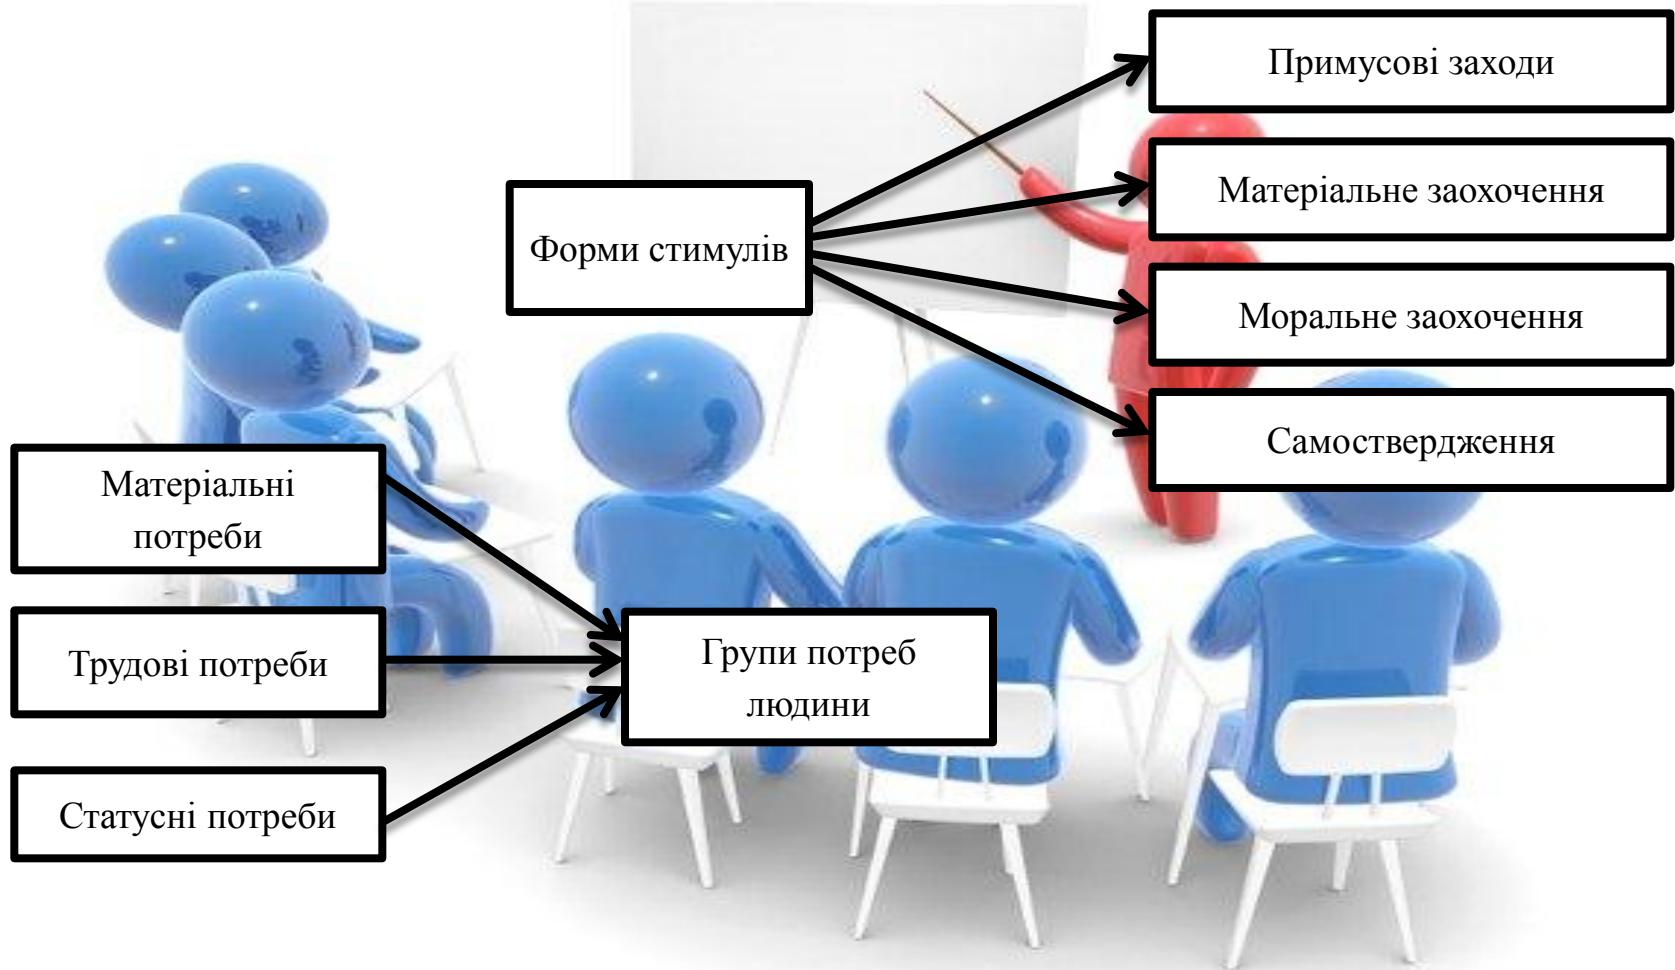 Примусові заходи
Матеріальне заохочення
Форми стимулів
Моральне заохочення
Самоствердження
Матеріальні
потреби
Трудові потреби
Групи потреб
людини
Статусні потреби